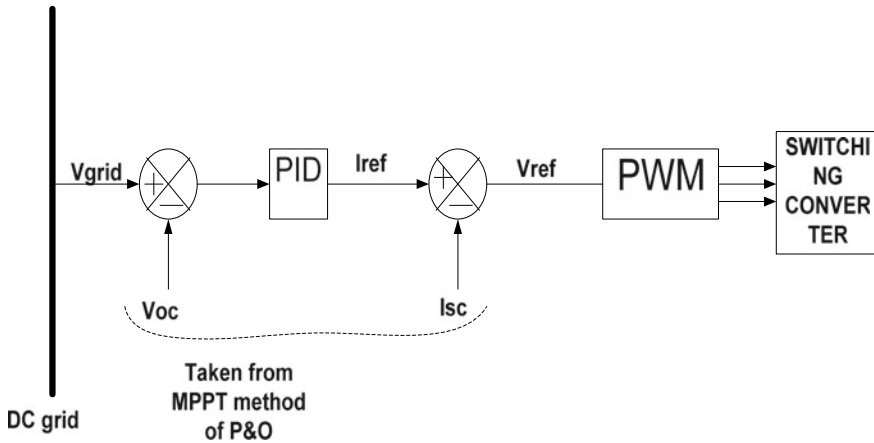 Vgrid
+
−
PID
Iref
+
−
Vref
PWM
SWITCHI
NG
CONVER
TER
Voc
Isc
Taken from
MPPT method
of P&O
DC grid